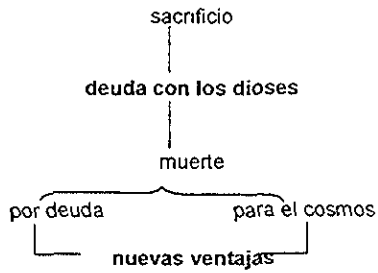 sacrificio
deuda con los dioses
muerte
por deuda para el cosmos
nuevas ventajas